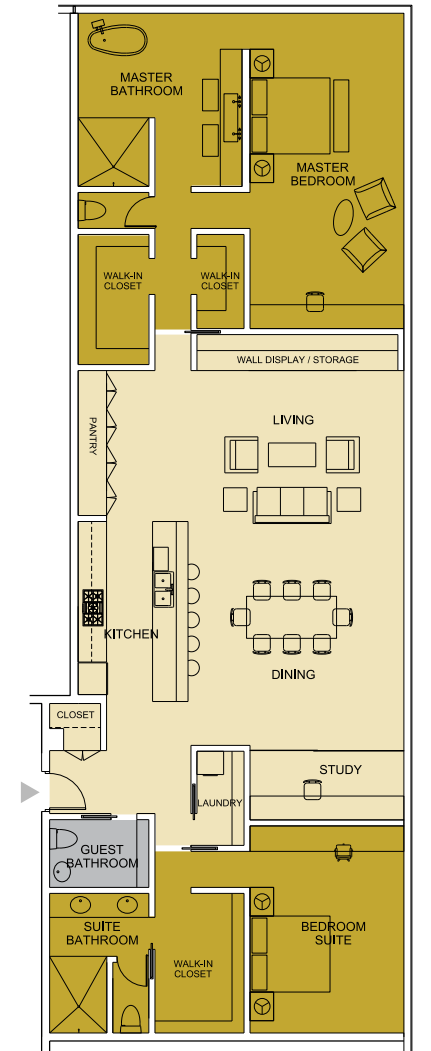 MASTER
BATHROOM
MASTER
BEDROOM
WALK-IN
CLOSET
WALK-IN
CLOSET
WALL DISPLAY / STORAGE
PANTRY
LIVING
KITCHEN
DINING
CLOSET
STUDY
LAUNDRY
GUEST
BATHROOM
SUITE
BATHROOM
BEDROOM
SUITE
WALK-IN
CLOSET